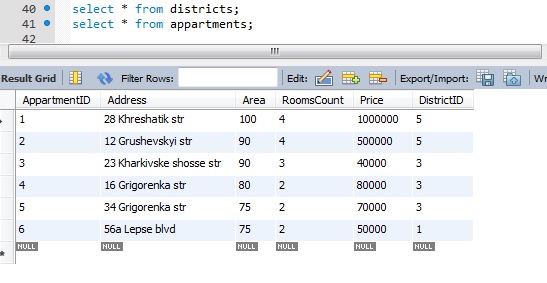 40 select * from districts;
41 select * from appartments;
42
Result Grid Filter Rows: Edit: Export/Import:
AppartmentID Address Area RoomsCount Price DistrictID
1 28 Khreshatik str 100 4 1000000 5
2 12 Grushevskyi str 90 4 500000 5
3 23 Kharkivske shosse str 90 3 40000 3
4 16 Grigorenka str 80 2 80000 3
5 34 Grigorenka str 75 2 70000 3
6 56a Lepse blvd 75 2 50000 1
* NULL NULL NULL NULL NULL NULL